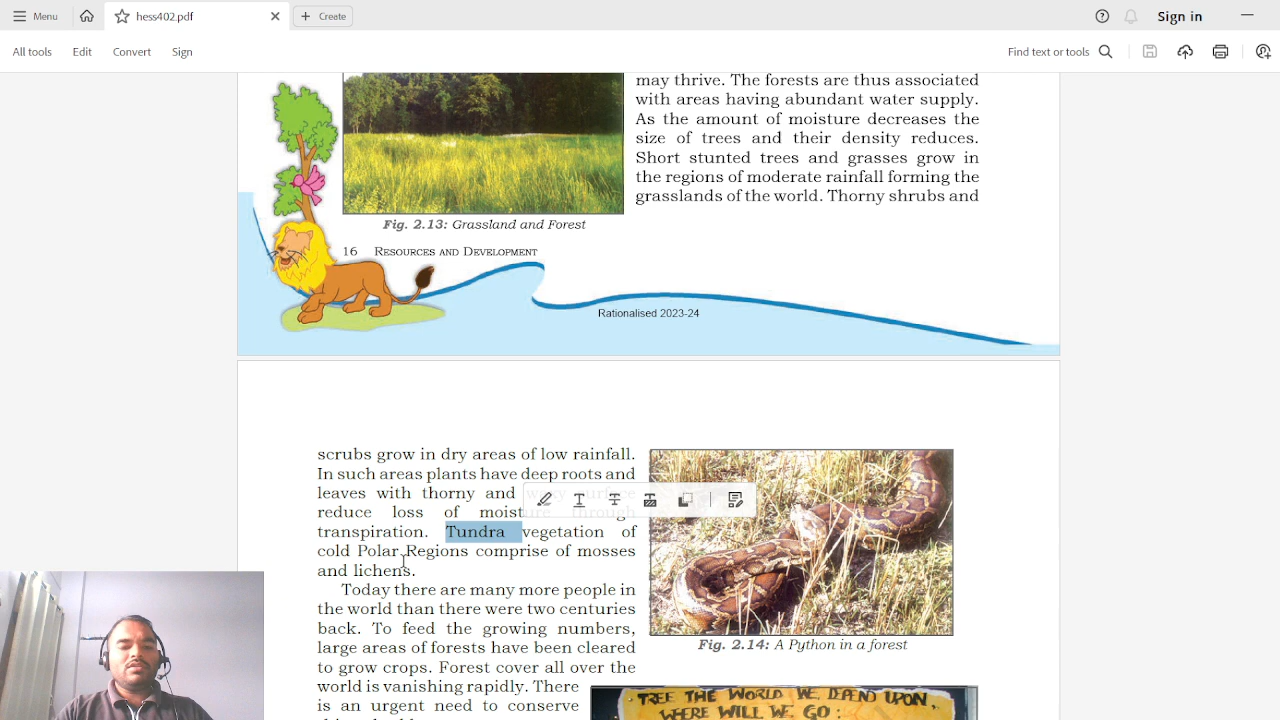 Menu
hess402.pdf
Create
Sign in
All tools
Edit
Convert
Sign
Find text or tools
may thrive. The forests are thus associated
with areas having abundant water supply.
As the amount of moisture decreases the
size of trees and their density reduces.
Short stunted trees and grasses grow in
the regions of moderate rainfall forming the
grasslands of the world. Thorny shrubs and
Fig. 2.13: Grassland and Forest
16 RESOURCES AND DEVELOPMENT
Rationalised 2023-24
scrubs grow in dry areas of low rainfall.
In such areas plants have deep roots and
leaves with thorny and waxy surface
reduce loss of moisture through
transpiration. Tundra vegetation of
cold Polar Regions comprise of mosses
and lichens.
Today there are many more people in
the world than there were two centuries
back. To feed the growing numbers,
large areas of forests have been cleared
to grow crops. Forest cover all over the
world is vanishing rapidly. There
is an urgent need to conserve
Fig. 2.14: A Python in a forest
TREE THE WORLD WE DEPEND UPON,
WHERE WILL WE GO :